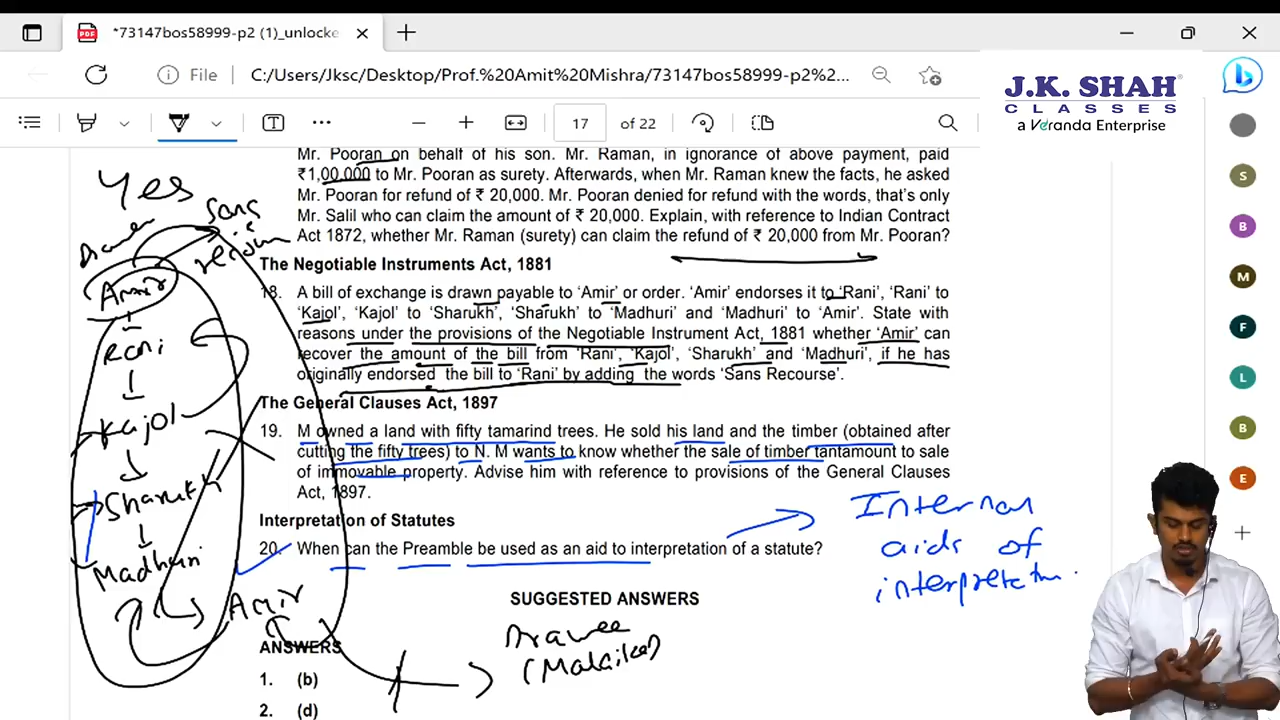 *73147bos58999-p2 (1)_unlocke
File
C:/Users/Jksc/Desktop/Prof.%20Amit%20Mishra/73147bos58999-p2%2...
J.K. SHAH
CLASSES
a Veranda Enterprise
17 of 22
Mr. Pooran on behalf of his son. Mr. Raman, in ignorance of above payment, paid
₹1,00,000 to Mr. Pooran as surety. Afterwards, when Mr. Raman knew the facts, he asked
Mr. Pooran for refund of ₹ 20,000. Mr. Pooran denied for refund with the words, that's only
Mr. Salil who can claim the amount of ₹ 20,000. Explain, with reference to Indian Contract
Act 1872, whether Mr. Raman (surety) can claim the refund of ₹ 20,000 from Mr. Pooran?
The Negotiable Instruments Act, 1881
18. A bill of exchange is drawn payable to 'Amir' or order. 'Amir' endorses it to 'Rani', 'Rani' to
'Kajol', 'Kajol' to 'Sharukh', 'Sharukh' to 'Madhuri' and 'Madhuri' to 'Amir'. State with
reasons under the provisions of the Negotiable Instrument Act, 1881 whether 'Amir' can
recover the amount of the bill from 'Rani', 'Kajol', 'Sharukh' and 'Madhuri', if he has
originally endorsed the bill to 'Rani' by adding the words 'Sans Recourse'.
The General Clauses Act, 1897
19. M owned a land with fifty tamarind trees. He sold his land and the timber (obtained after
cutting the fifty trees) to N. M wants to know whether the sale of timber tantamount to sale
of immovable property. Advise him with reference to provisions of the General Clauses
Act, 1897.
Interpretation of Statutes
20. When can the Preamble be used as an aid to interpretation of a statute?
SUGGESTED ANSWERS
ANSWERS
1. (b)
2. (d)
Yes
Sans
Amir
Rani
Kajol
Sharukh
Madhuri
Amir
Drawee
(Malaika)
Internal
aids of
S
B
M
F
L
B
E